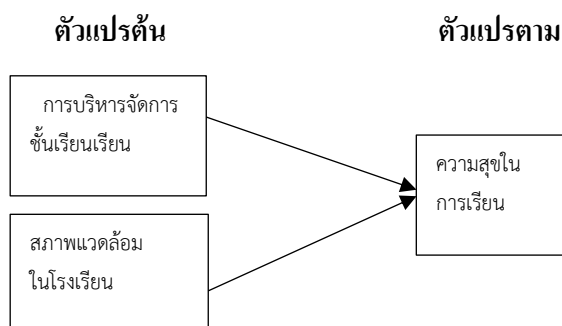 ตัวแปรต้น
ตัวแปรตาม
การบริหารจัดการ
ชั้นเรียนเรียน
ความสุขใน
การเรียน
สภาพแวดล้อม
ในโรงเรียน